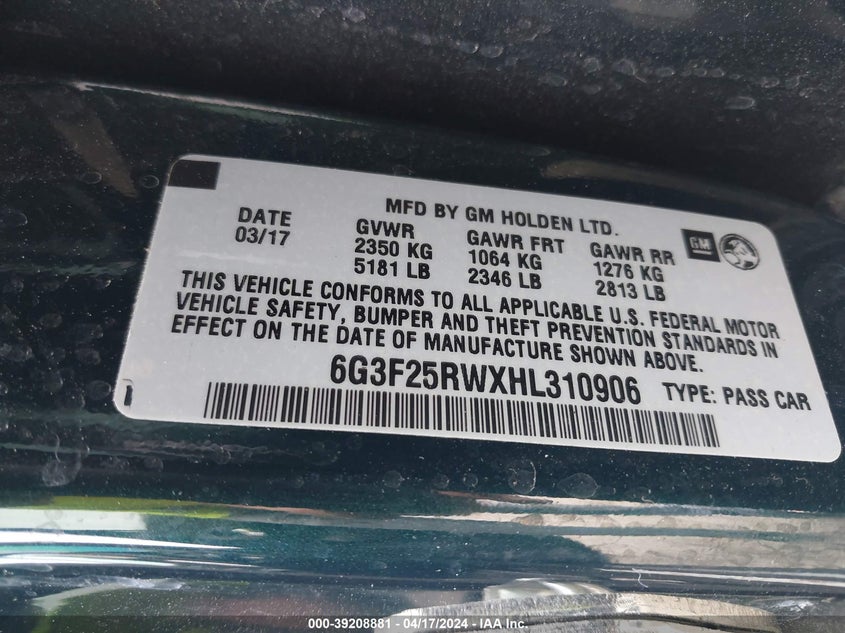 MFD BY GM HOLDEN LTD.
DATE GVWR GAWR FRT GAWR RR GM
03/17 2350 KG 1064 KG 1276 KG
5181 LB 2346 LB 2813 LB
THIS VEHICLE CONFORMS TO ALL APPLICABLE U.S. FEDERAL MOTOR
VEHICLE SAFETY, BUMPER AND THEFT PREVENTION STANDARDS IN
EFFECT ON THE DATE OF MANUFACTURE SHOWN ABOVE.
6G3F25RWXHL310906 TYPE: PASS CAR
000-39208881 - 04/17/2024 - IAA Inc.